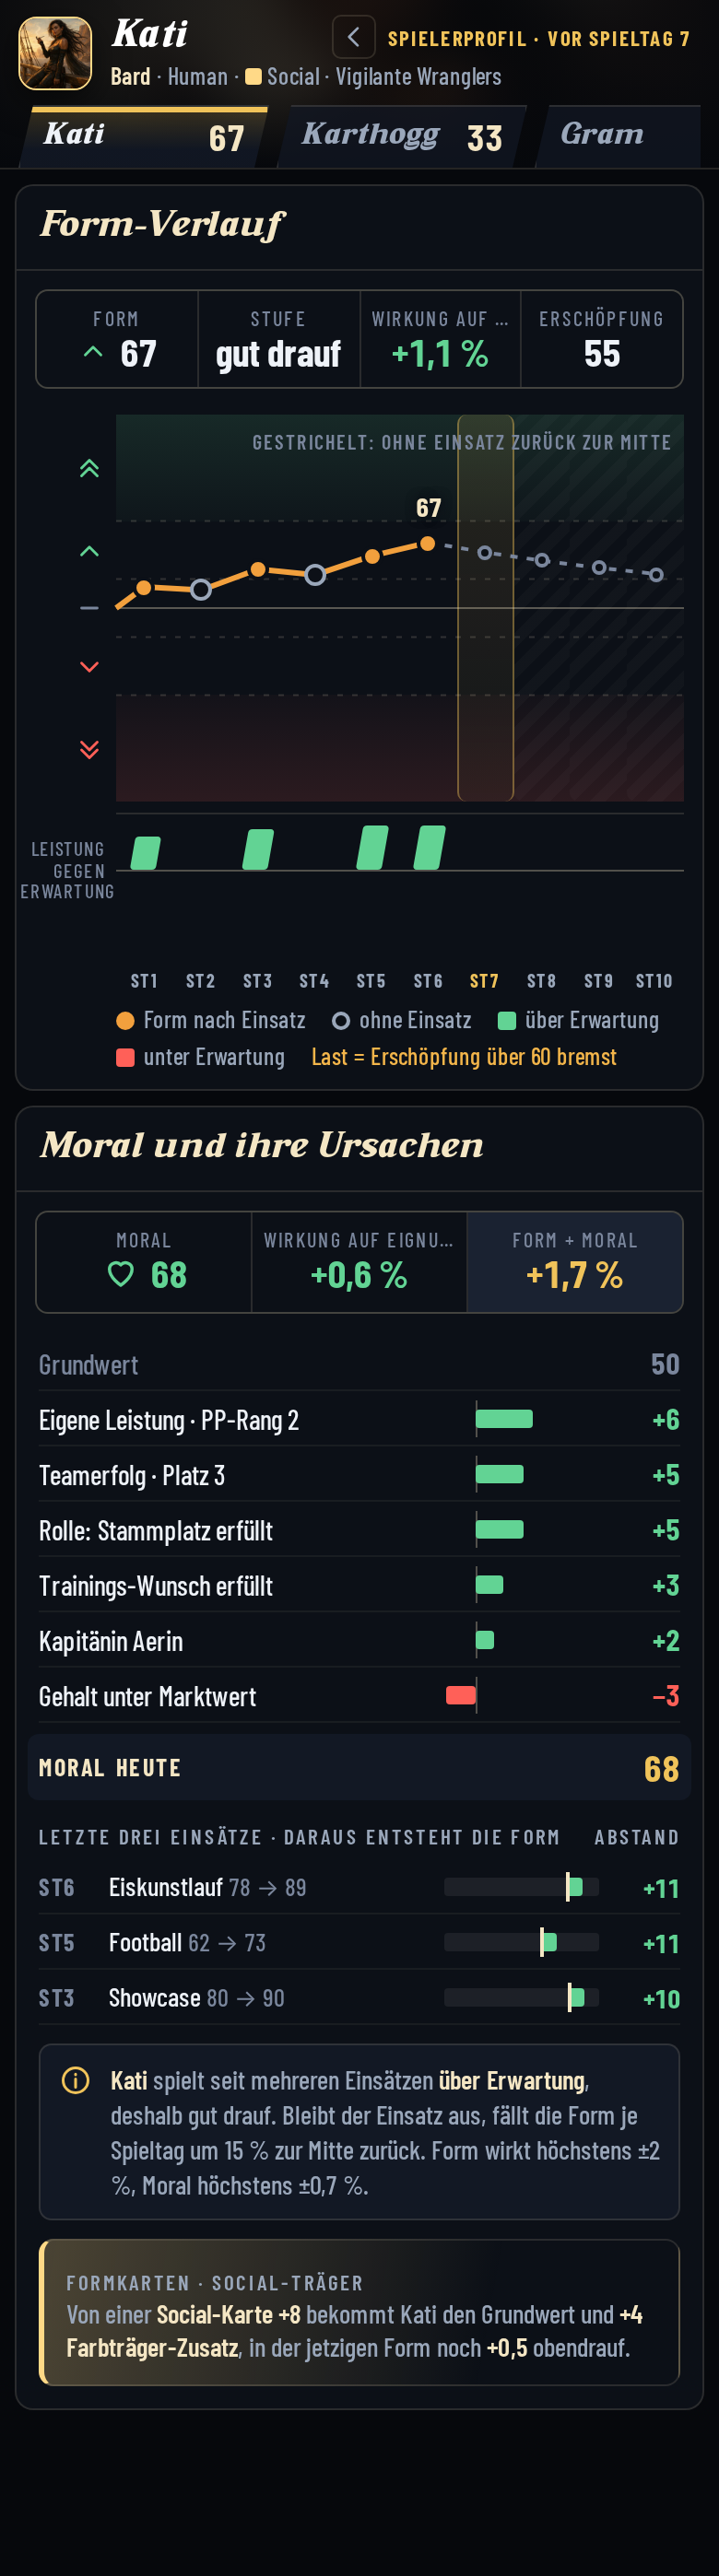 Kati
SPIELERPROFIL · VOR SPIELTAG 7
Bard · Human · Social · Vigilante Wranglers
Kati 67 Karthogg 33 Gram
Form-Verlauf
FORM STUFE WIRKUNG AUF … ERSCHÖPFUNG
67 gut drauf +1,1 % 55
GESTRICHELT: OHNE EINSATZ ZURÜCK ZUR MITTE
67
LEISTUNG
GEGEN
ERWARTUNG
ST1 ST2 ST3 ST4 ST5 ST6 ST7 ST8 ST9 ST10
Form nach Einsatz ohne Einsatz über Erwartung
unter Erwartung Last = Erschöpfung über 60 bremst
Moral und ihre Ursachen
MORAL WIRKUNG AUF EIGNU… FORM + MORAL
68 +0,6 % +1,7 %
Grundwert 50
Eigene Leistung · PP-Rang 2 +6
Teamerfolg · Platz 3 +5
Rolle: Stammplatz erfüllt +5
Trainings-Wunsch erfüllt +3
Kapitänin Aerin +2
Gehalt unter Marktwert −3
MORAL HEUTE 68
LETZTE DREI EINSÄTZE · DARAUS ENTSTEHT DIE FORM ABSTAND
ST6 Eiskunstlauf 78 → 89 +11
ST5 Football 62 → 73 +11
ST3 Showcase 80 → 90 +10
Kati spielt seit mehreren Einsätzen über Erwartung,
deshalb gut drauf. Bleibt der Einsatz aus, fällt die Form je
Spieltag um 15 % zur Mitte zurück. Form wirkt höchstens ±2
%, Moral höchstens ±0,7 %.
FORMKARTEN · SOCIAL-TRÄGER
Von einer Social-Karte +8 bekommt Kati den Grundwert und +4
Farbträger-Zusatz, in der jetzigen Form noch +0,5 obendrauf.